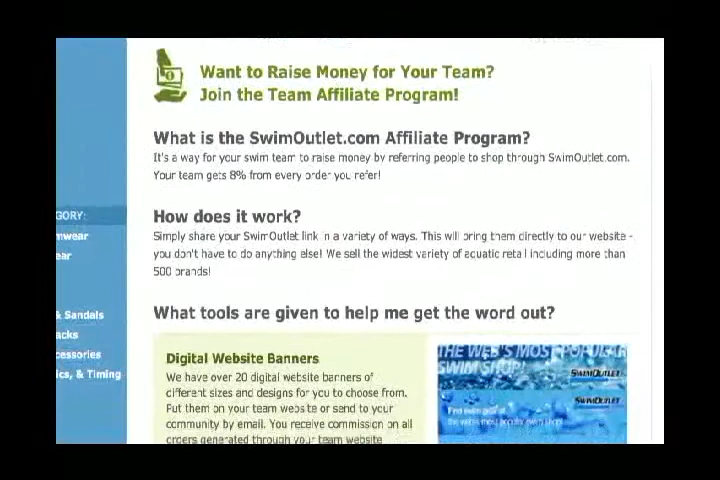 Want to Raise Money for Your Team?
Join the Team Affiliate Program!
What is the SwimOutlet.com Affiliate Program?
It's a way for your swim team to raise money by referring people to shop through SwimOutlet.com.
Your team gets 8% from every order you refer!
GORY:
How does it work?
mwear
Simply share your SwimOutlet link in a variety of ways. This will bring them directly to our website -
ear
you don't have to do anything else! We sell the widest variety of aquatic retail including more than
500 brands!
& Sandals
What tools are given to help me get the word out?
acks
cessories
ics, & Timing
Digital Website Banners
We have over 20 digital website banners of
different sizes and designs for you to choose from.
Put them on your team website or send to your
community by email. You receive commission on all
orders generated through your team website
THE WEB'S MOST POPULAR
SWIM SHOP!
SWIMOUTLET
SWIMOUTLET
the web's most popular swim shop!